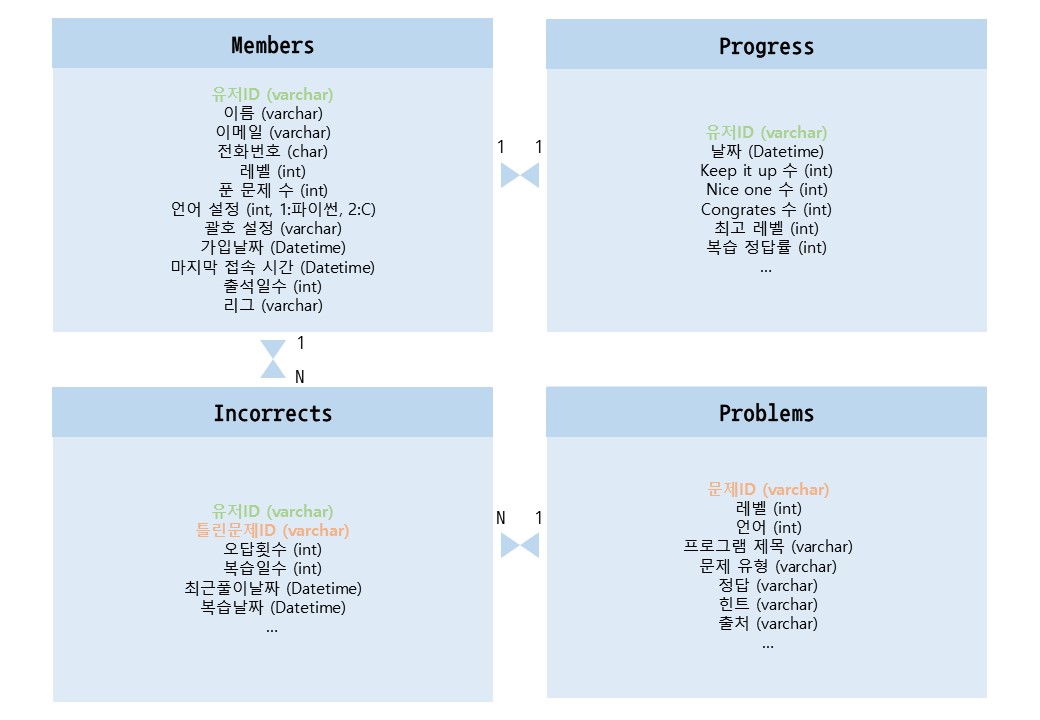 Members
유저ID (varchar)
이름 (varchar)
이메일 (varchar)
전화번호 (char)
레벨 (int)
푼 문제 수 (int)
언어 설정 (int, 1:파이썬, 2:C)
괄호 설정 (varchar)
가입날짜 (Datetime)
마지막 접속 시간 (Datetime)
출석일수 (int)
리그 (varchar)
1 1
Progress
유저ID (varchar)
날짜 (Datetime)
Keep it up 수 (int)
Nice one 수 (int)
Congrates 수 (int)
최고 레벨 (int)
복습 정답률 (int)
...
1
N
Incorrects
유저ID (varchar)
틀린문제ID (varchar)
오답횟수 (int)
복습일수 (int)
최근풀이날짜 (Datetime)
복습날짜 (Datetime)
...
N 1
Problems
문제ID (varchar)
레벨 (int)
언어 (int)
프로그램 제목 (varchar)
문제 유형 (varchar)
정답 (varchar)
힌트 (varchar)
출처 (varchar)
...